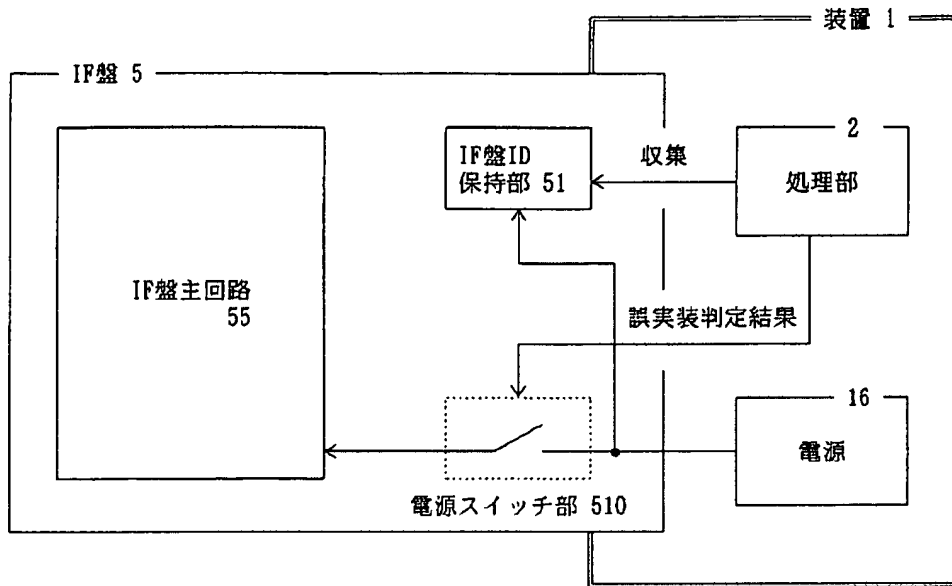 装置 1
IF盤 5
2
IF盤ID
保持部 51
収集
処理部
IF盤主回路
55
誤実装判定結果
16
電源
電源スイッチ部 510